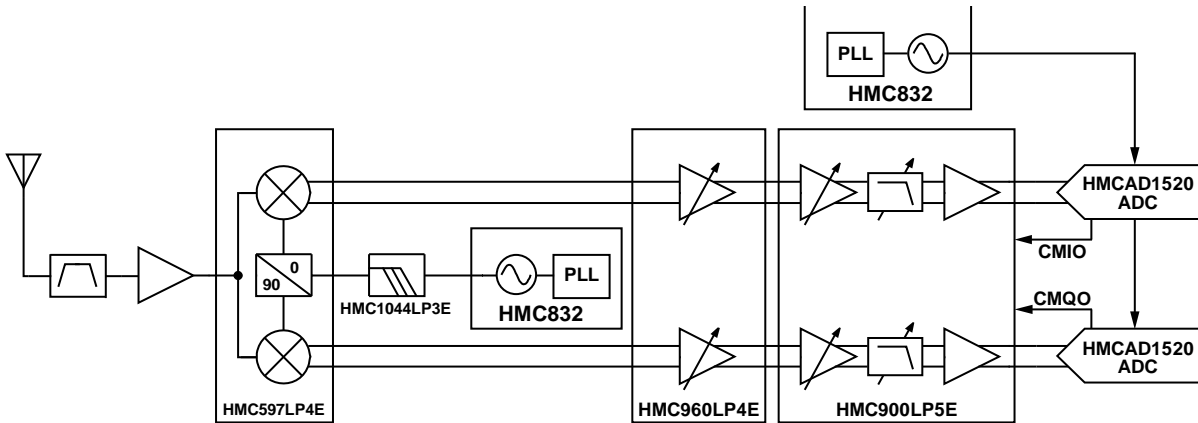 PLL
HMC832
HMCAD1520
ADC
CMIO
0
90
HMC1044LP3E
PLL
HMC832
CMQO
HMCAD1520
ADC
HMC597LP4E
HMC960LP4E
HMC900LP5E